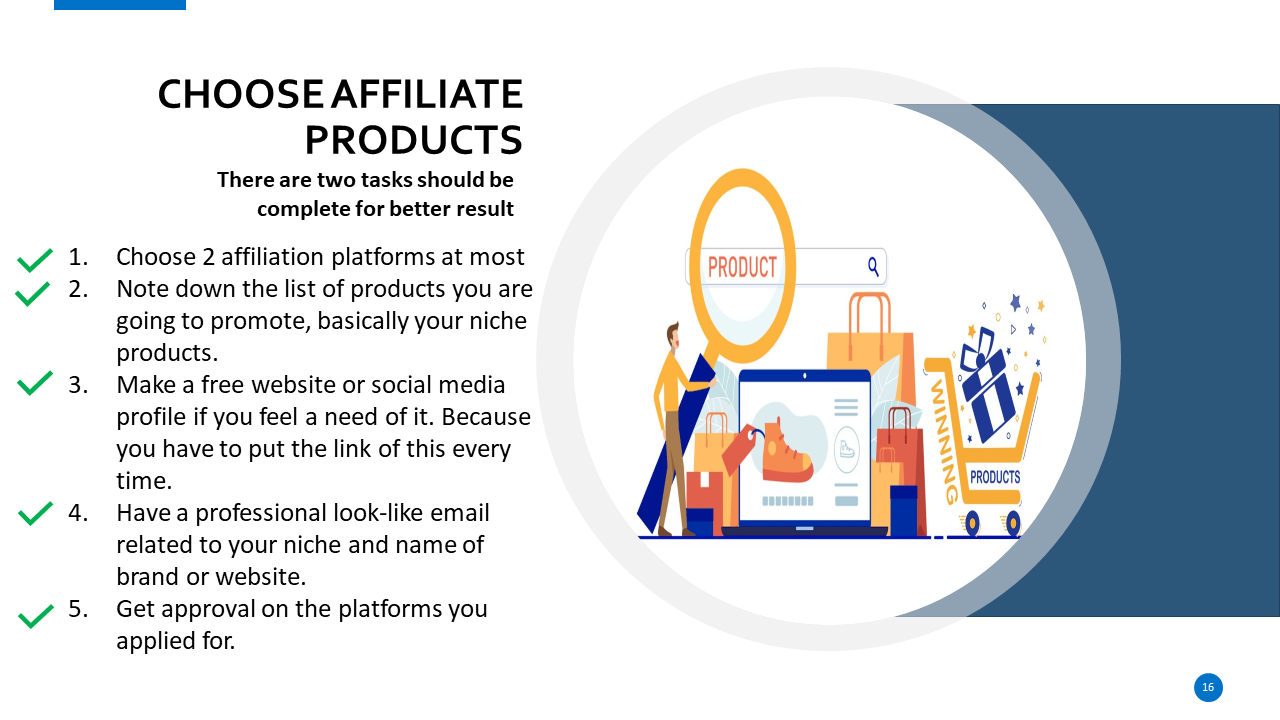 CHOOSE AFFILIATE
PRODUCTS
There are two tasks should be
complete for better result
1. Choose 2 affiliation platforms at most
2. Note down the list of products you are
going to promote, basically your niche
products.
3. Make a free website or social media
profile if you feel a need of it. Because
you have to put the link of this every
time.
4. Have a professional look-like email
related to your niche and name of
brand or website.
5. Get approval on the platforms you
applied for.
PRODUCT
WINNING
PRODUCTS
16